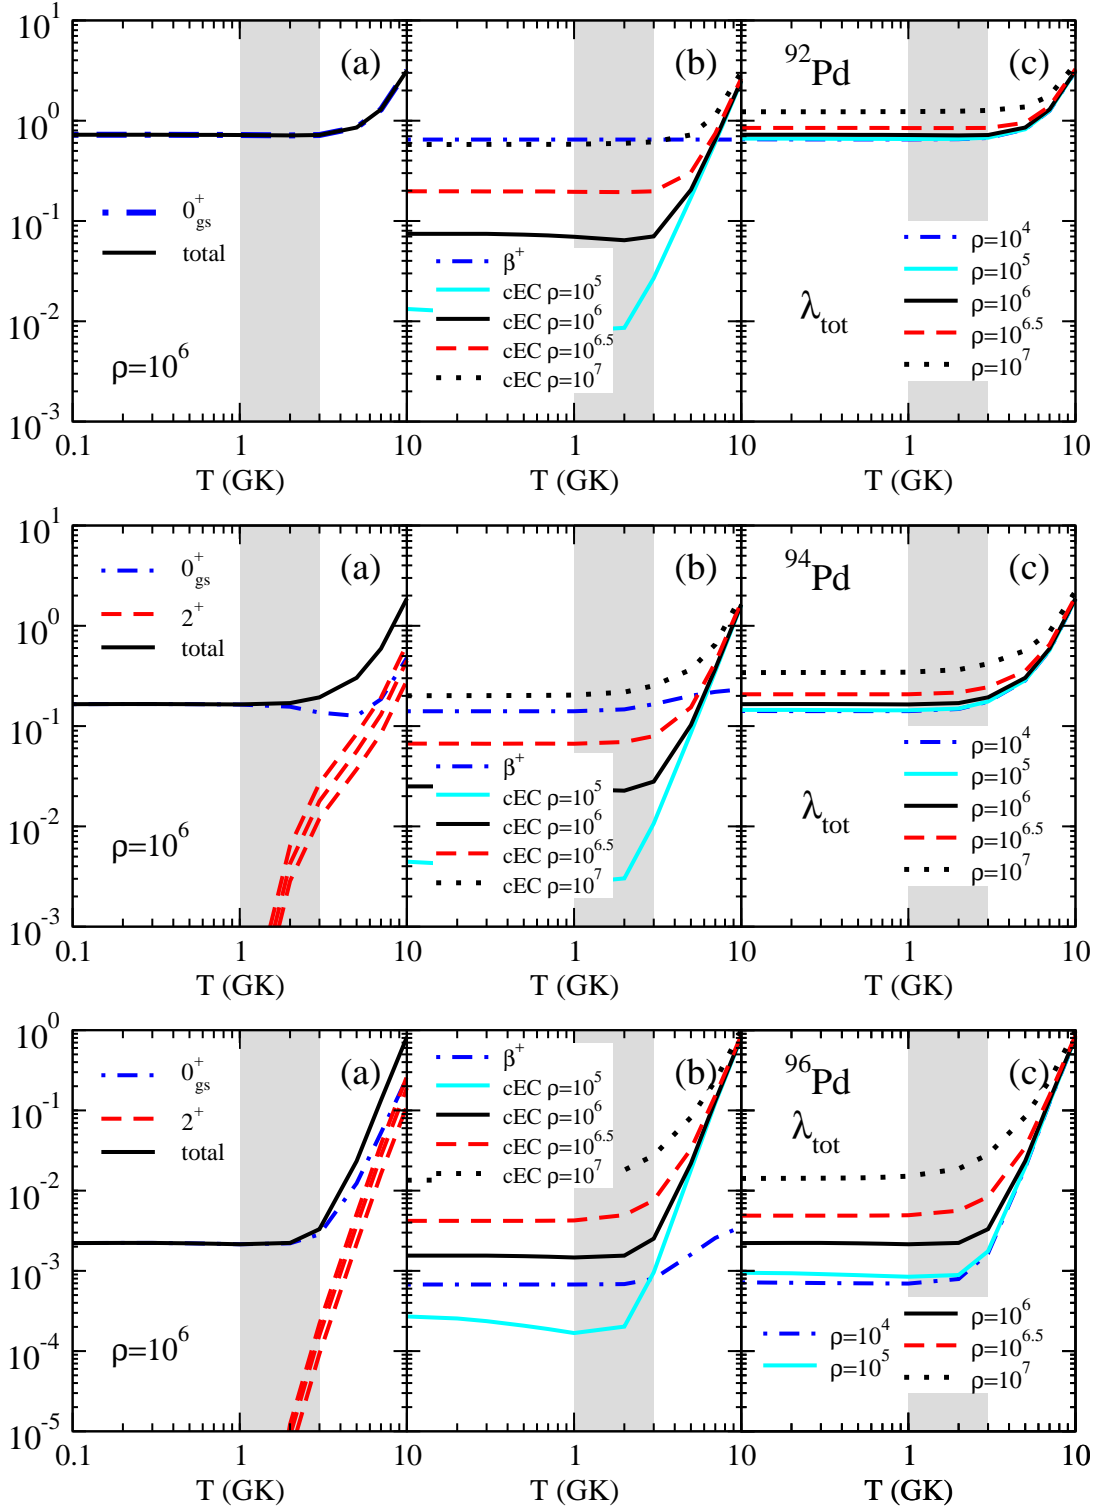 10^1
10^0
10^-1
10^-2
10^-3
(a)
0^+_gs
total
ρ=10^6
0.1
1
10
T (GK)
(b)
β^+
cEC ρ=10^5
cEC ρ=10^6
cEC ρ=10^6.5
cEC ρ=10^7
1
10
T (GK)
^92Pd
(c)
ρ=10^4
ρ=10^5
ρ=10^6
ρ=10^6.5
ρ=10^7
λ_tot
1
10
T (GK)
10^1
10^0
10^-1
10^-2
10^-3
(a)
0^+_gs
2^+
total
ρ=10^6
0.1
1
10
T (GK)
(b)
β^+
cEC ρ=10^5
cEC ρ=10^6
cEC ρ=10^6.5
cEC ρ=10^7
1
10
T (GK)
^94Pd
(c)
ρ=10^4
ρ=10^5
ρ=10^6
ρ=10^6.5
ρ=10^7
λ_tot
1
10
T (GK)
10^0
10^-1
10^-2
10^-3
10^-4
10^-5
(a)
0^+_gs
2^+
total
ρ=10^6
0.1
1
10
T (GK)
(b)
β^+
cEC ρ=10^5
cEC ρ=10^6
cEC ρ=10^6.5
cEC ρ=10^7
1
10
T (GK)
^96Pd
(c)
λ_tot
ρ=10^4
ρ=10^5
ρ=10^6
ρ=10^6.5
ρ=10^7
1
10
T (GK)